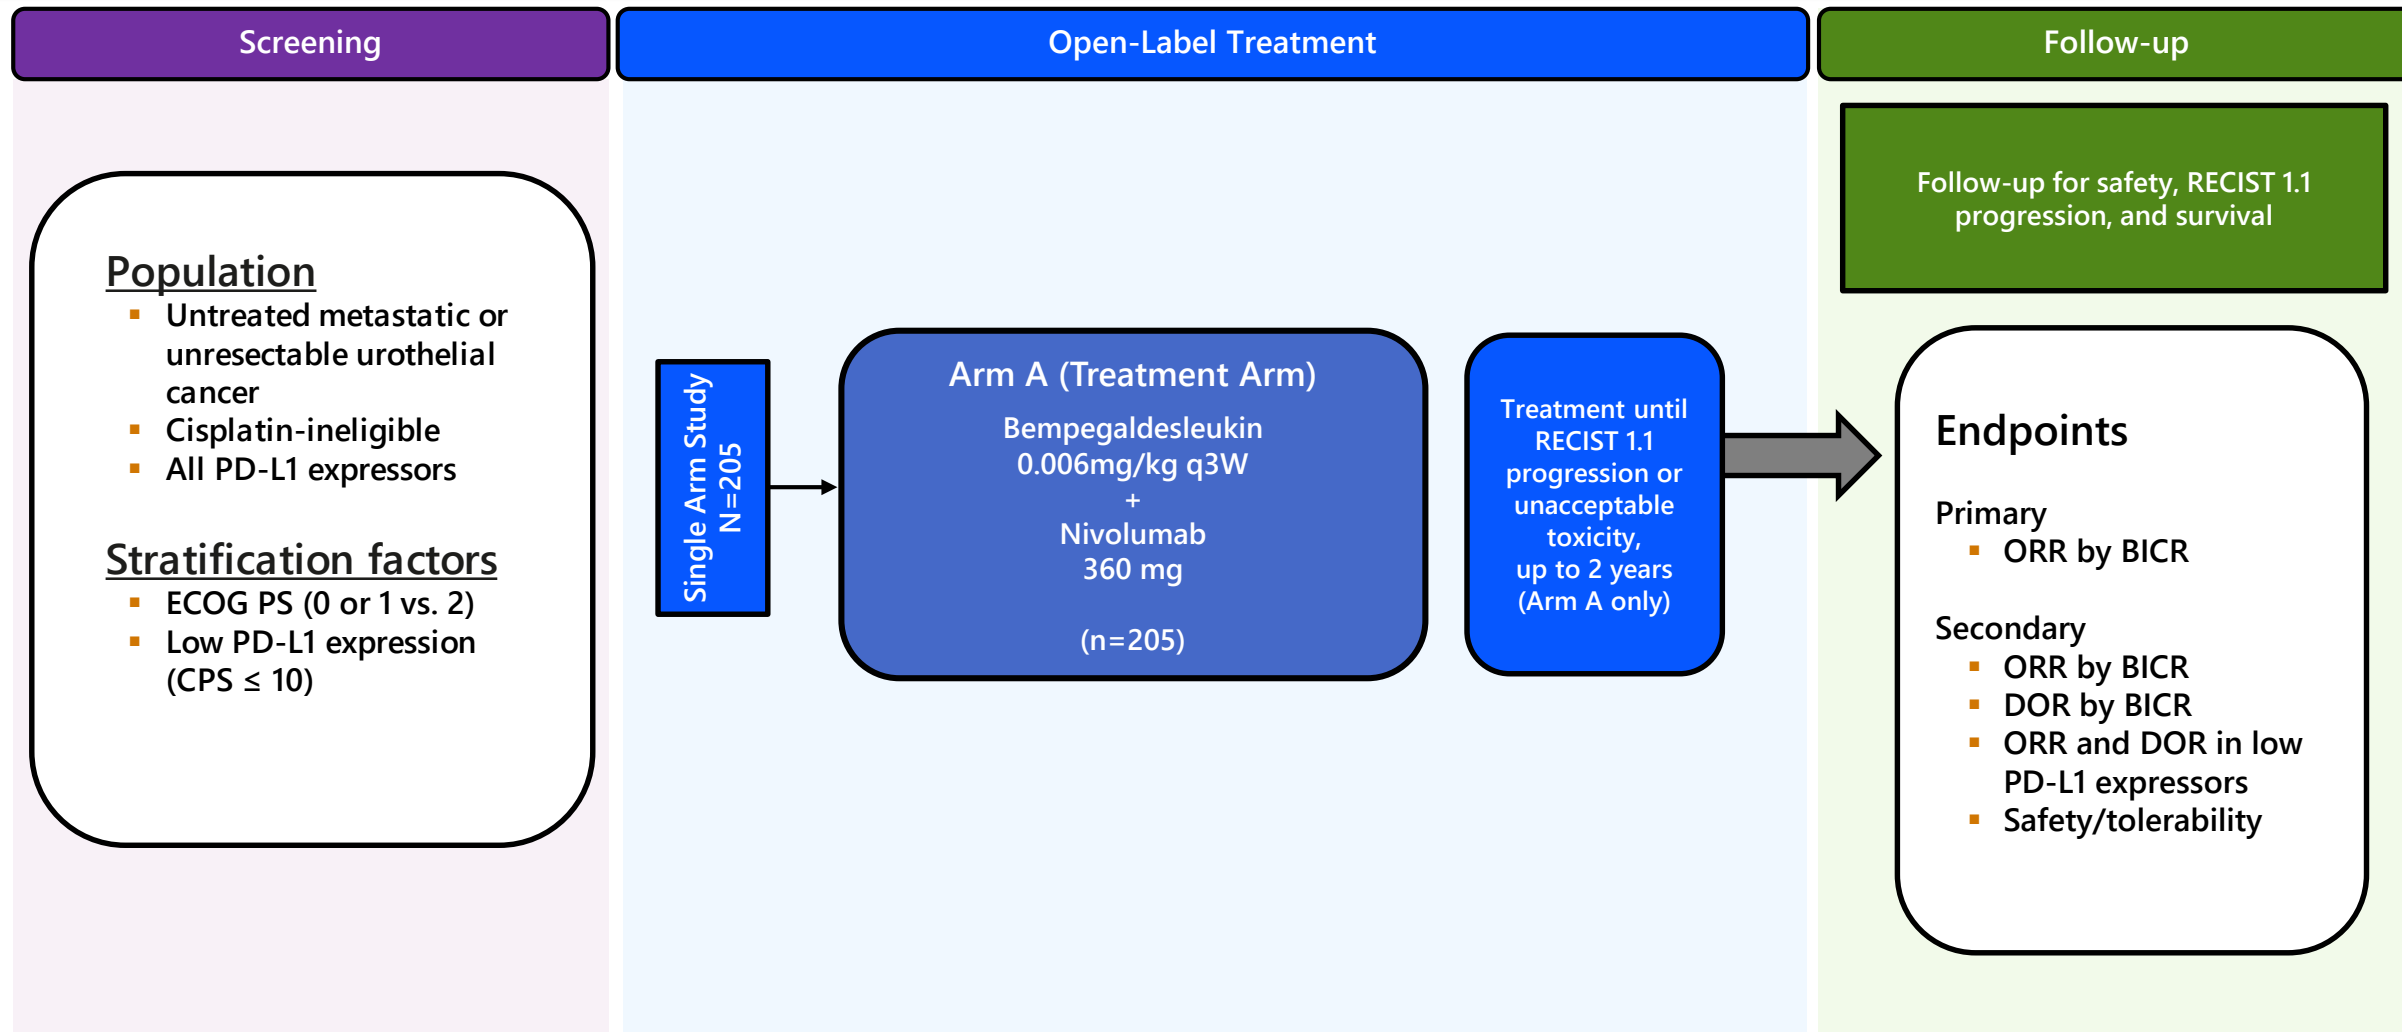 Screening
Population
▪ Untreated metastatic or
unresectable urothelial
cancer
▪ Cisplatin-ineligible
▪ All PD-L1 expressors
Stratification factors
▪ ECOG PS (0 or 1 vs. 2)
▪ Low PD-L1 expression
(CPS ≤ 10)
Open-Label Treatment
Single Arm Study
N=205
Arm A (Treatment Arm)
Bempegaldesleukin
0.006mg/kg q3W
+
Nivolumab
360 mg
(n=205)
Treatment until
RECIST 1.1
progression or
unacceptable
toxicity,
up to 2 years
(Arm A only)
Follow-up
Follow-up for safety, RECIST 1.1
progression, and survival
Endpoints
Primary
▪ ORR by BICR
Secondary
▪ ORR by BICR
▪ DOR by BICR
▪ ORR and DOR in low
PD-L1 expressors
▪ Safety/tolerability